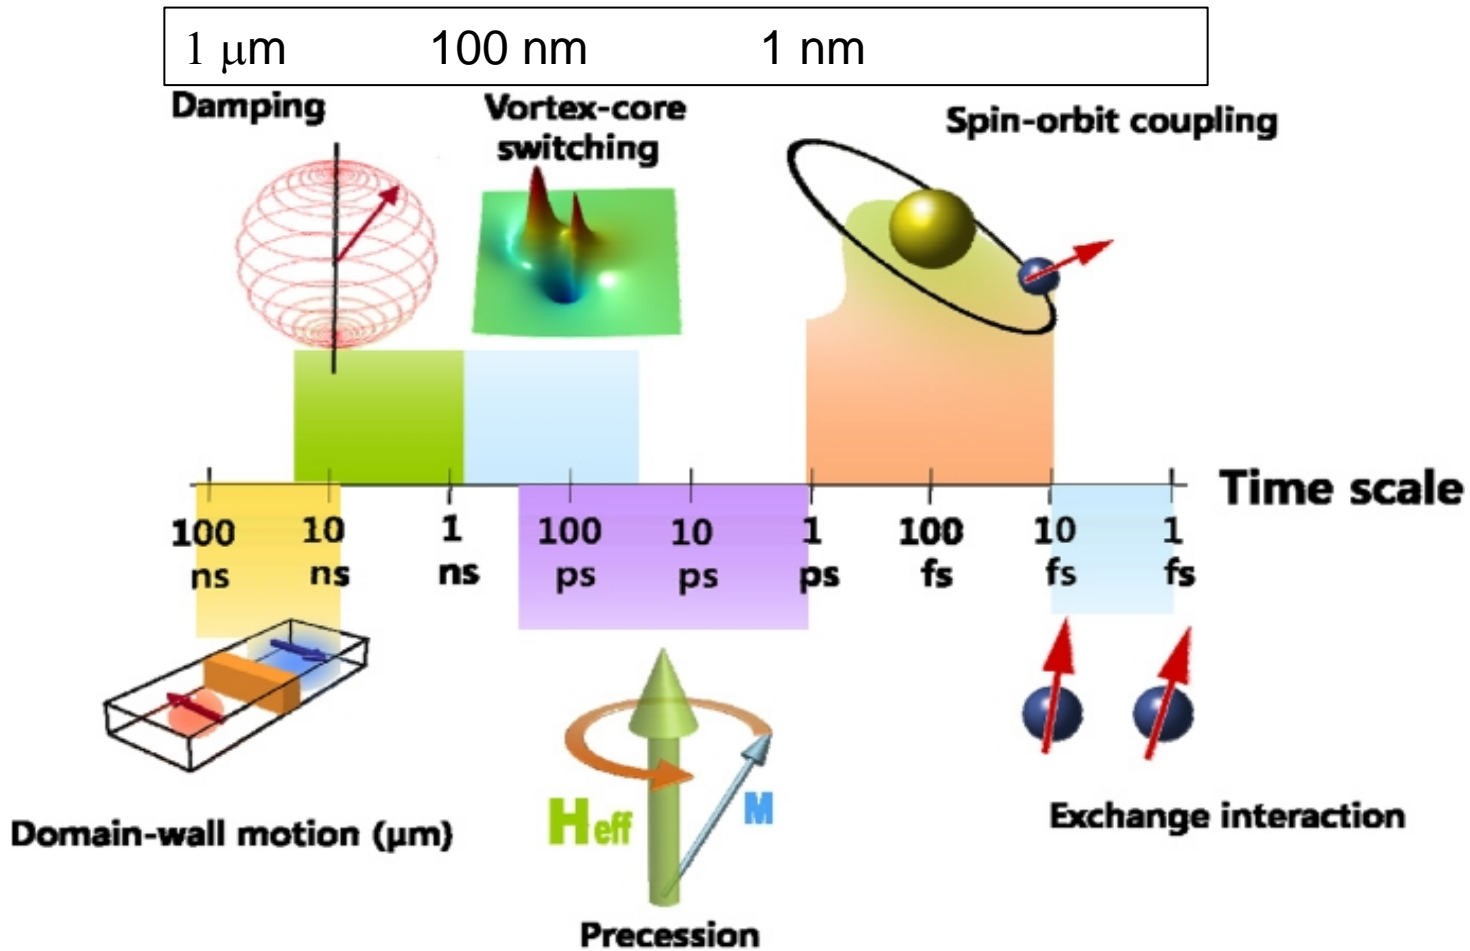 1 μm 100 nm 1 nm
Damping
Vortex-core
switching
Spin-orbit coupling
Time scale
100 10 1 100 10 1 100 10 1
ns ns ns ps ps ps fs fs fs
Heff
M
Domain-wall motion (μm)
Exchange interaction
Precession